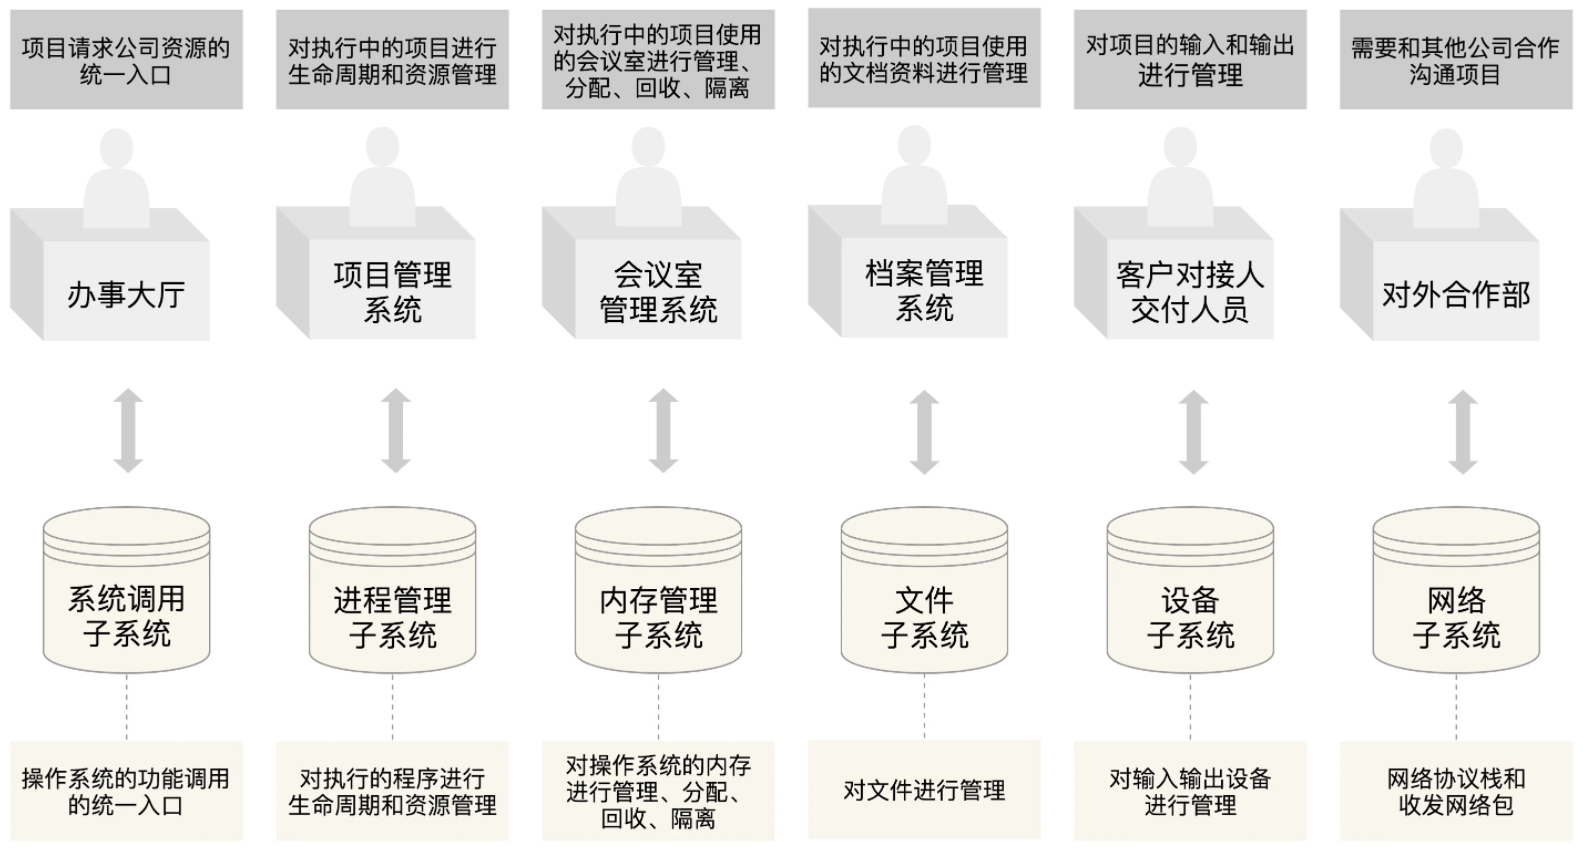 项目请求公司资源的
统一入口
对执行中的项目进行
生命周期和资源管理
对执行中的项目使用
的会议室进行管理、
分配、回收、隔离
对执行中的项目使用
的文档资料进行管理
对项目的输入和输出
进行管理
需要和其他公司合作
沟通项目
办事大厅
项目管理
系统
会议室
管理系统
档案管理
系统
客户对接人
交付人员
对外合作部
系统调用
子系统
进程管理
子系统
内存管理
子系统
文件
子系统
设备
子系统
网络
子系统
操作系统的功能调用
的统一入口
对执行的程序进行
生命周期和资源管理
对操作系统的内存
进行管理、分配、
回收、隔离
对文件进行管理
对输入输出设备
进行管理
网络协议栈和
收发网络包